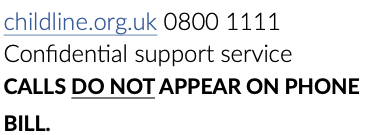 childline.org.uk 0800 1111
Confidential support service
CALLS DO NOT APPEAR ON PHONE
BILL.